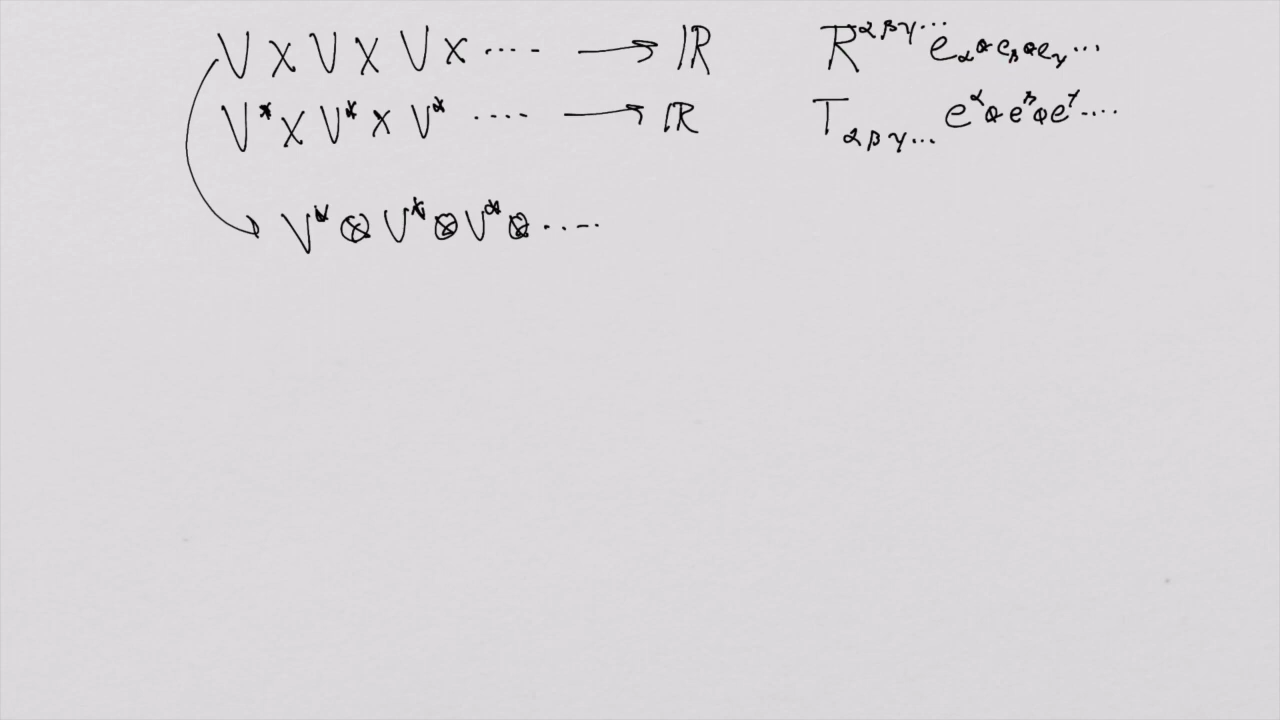 V × V × V × ···· ⟶ ℝ R^{αβγ···} e_α ⊗ e_β ⊗ e_γ ···
V* × V* × V* ···· ⟶ ℝ T_{αβγ···} e^α ⊗ e^β ⊗ e^γ ····
V* ⊗ V* ⊗ V* ⊗ ····